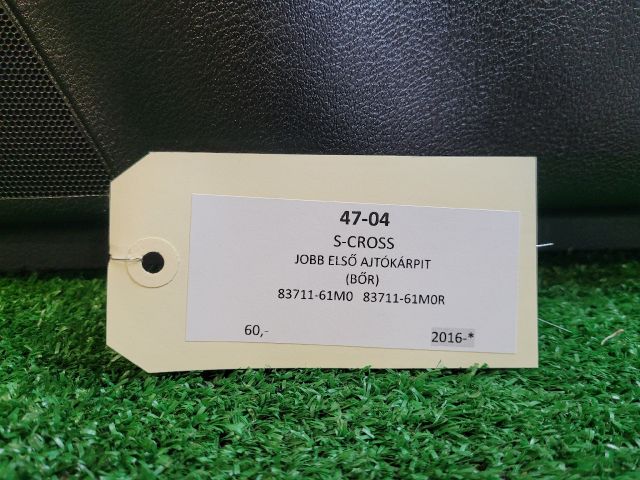 47-04
S-CROSS
JOBB ELSŐ AJTÓKÁRPIT
(BŐR)
83711-61M0 83711-61M0R
60,- 2016-*